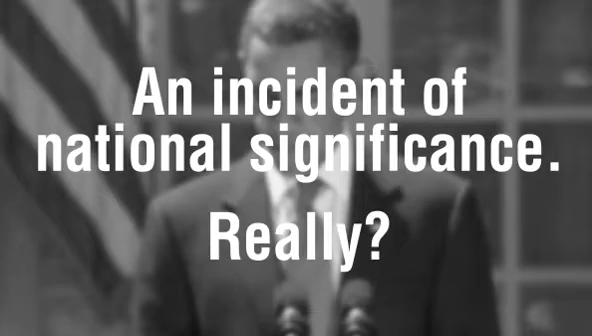 An incident of
national significance.
Really?